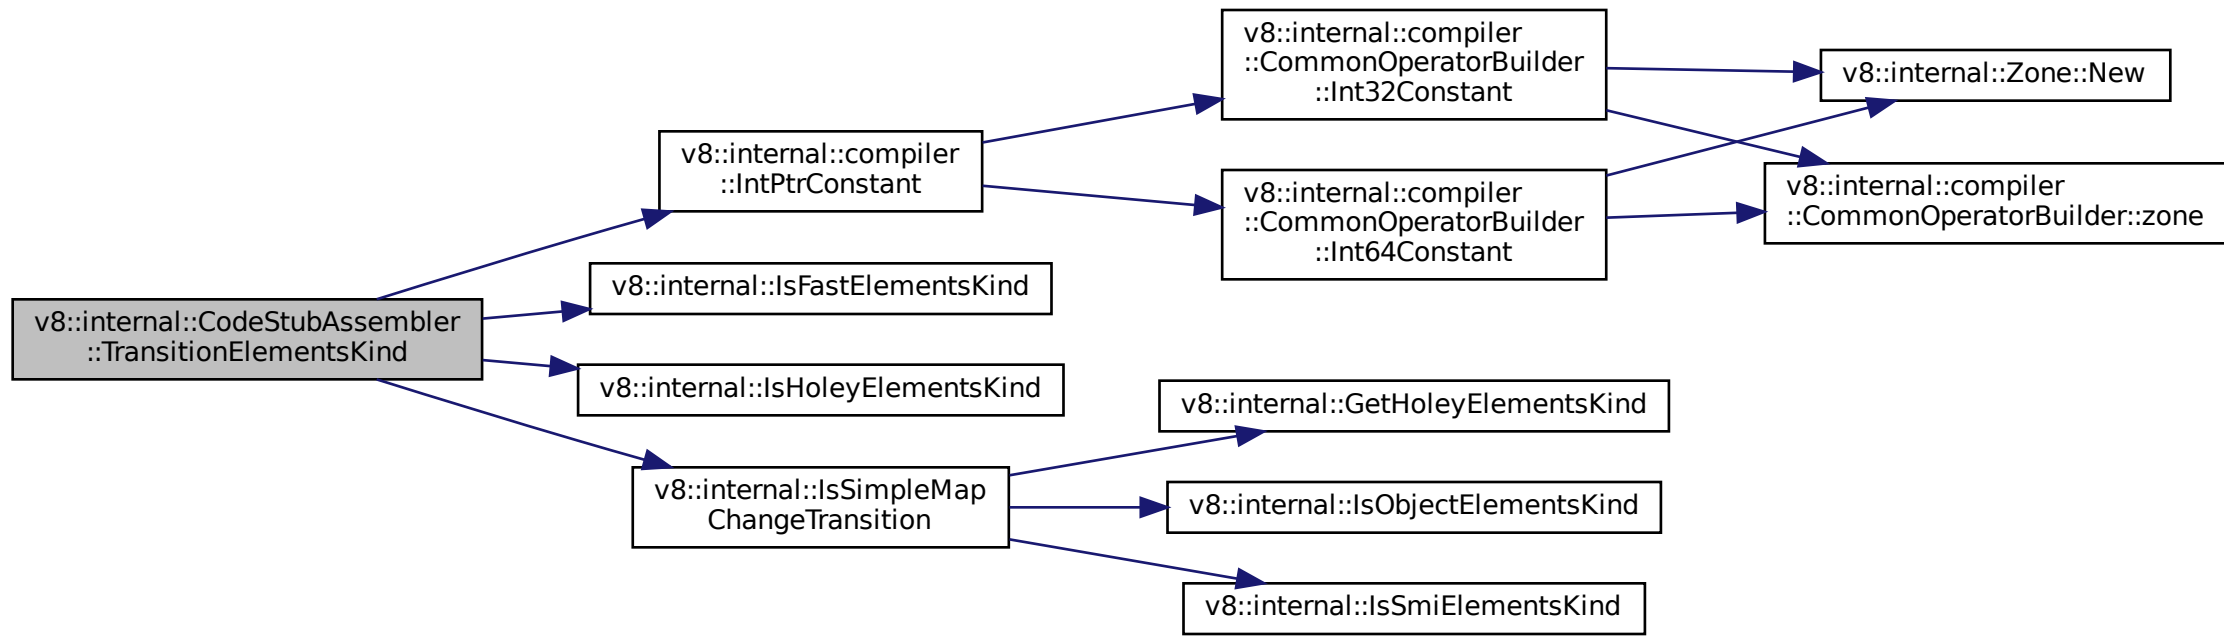 v8::internal::CodeStubAssembler
::TransitionElementsKind
v8::internal::compiler
::IntPtrConstant
v8::internal::IsFastElementsKind
v8::internal::IsHoleyElementsKind
v8::internal::IsSimpleMap
ChangeTransition
v8::internal::compiler
::CommonOperatorBuilder
::Int32Constant
v8::internal::compiler
::CommonOperatorBuilder
::Int64Constant
v8::internal::GetHoleyElementsKind
v8::internal::IsObjectElementsKind
v8::internal::IsSmiElementsKind
v8::internal::Zone::New
v8::internal::compiler
::CommonOperatorBuilder::zone